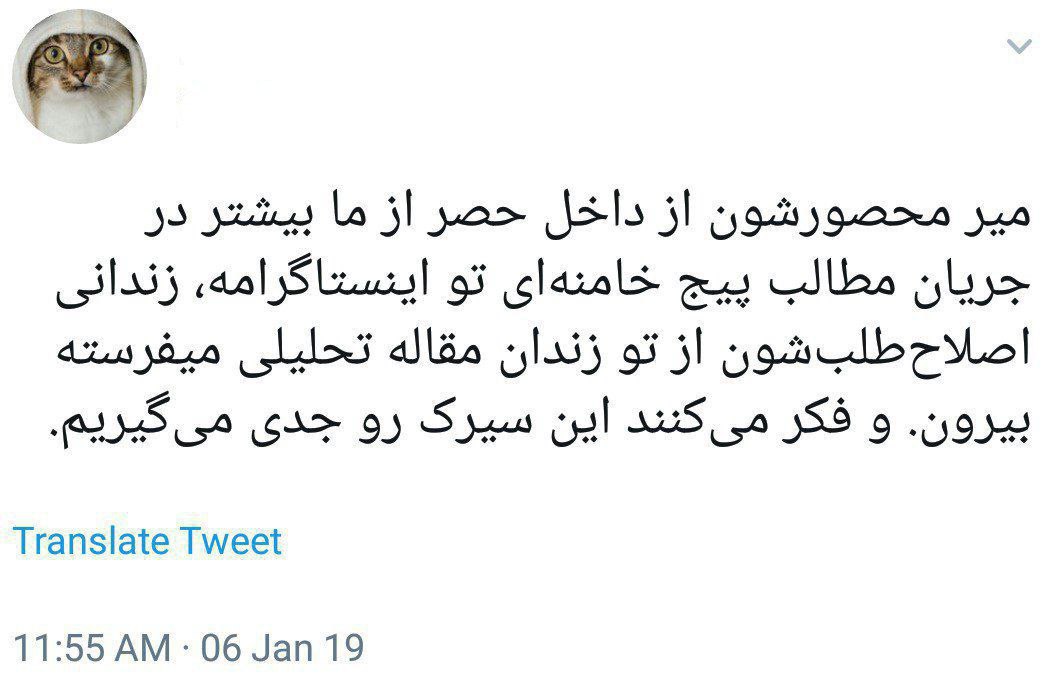 میر محصورشون از داخل حصر از ما بیشتر در
جریان مطالب پیج خامنه‌ای تو اینستاگرامه، زندانی
اصلاح‌طلب‌شون از تو زندان مقاله تحلیلی میفرسته
بیرون. و فکر می‌کنند این سیرک رو جدی می‌گیریم.
Translate Tweet
11:55 AM · 06 Jan 19